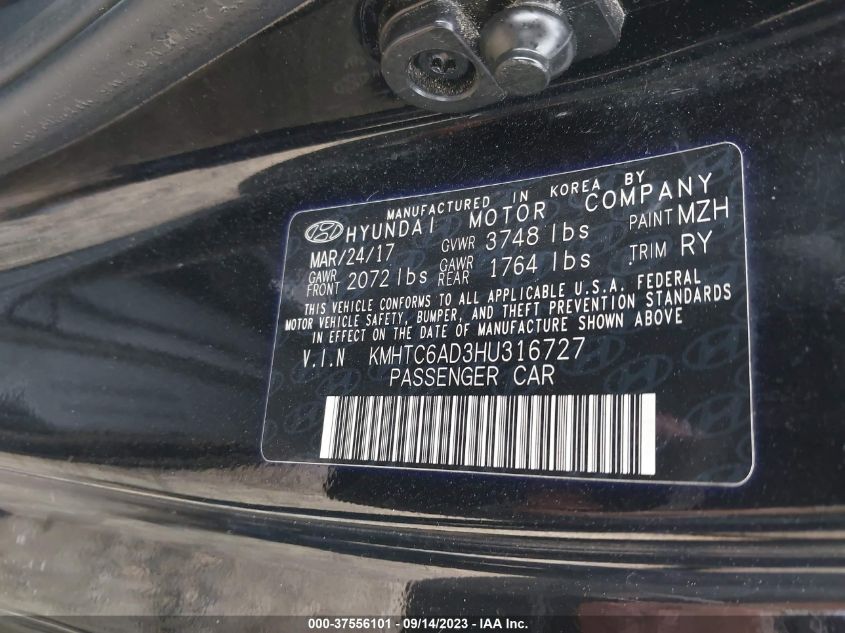 MANUFACTURED IN KOREA BY
HYUNDAI MOTOR COMPANY
MAR/24/17 GVWR 3748 lbs PAINT MZH
GAWR FRONT 2072 lbs GAWR REAR 1764 lbs TRIM RY
THIS VEHICLE CONFORMS TO ALL APPLICABLE U.S.A. FEDERAL
MOTOR VEHICLE SAFETY, BUMPER, AND THEFT PREVENTION STANDARDS
IN EFFECT ON THE DATE OF MANUFACTURE SHOWN ABOVE
V.I.N KMHTC6AD3HU316727
PASSENGER CAR
000-37556101 - 09/14/2023 - IAA Inc.